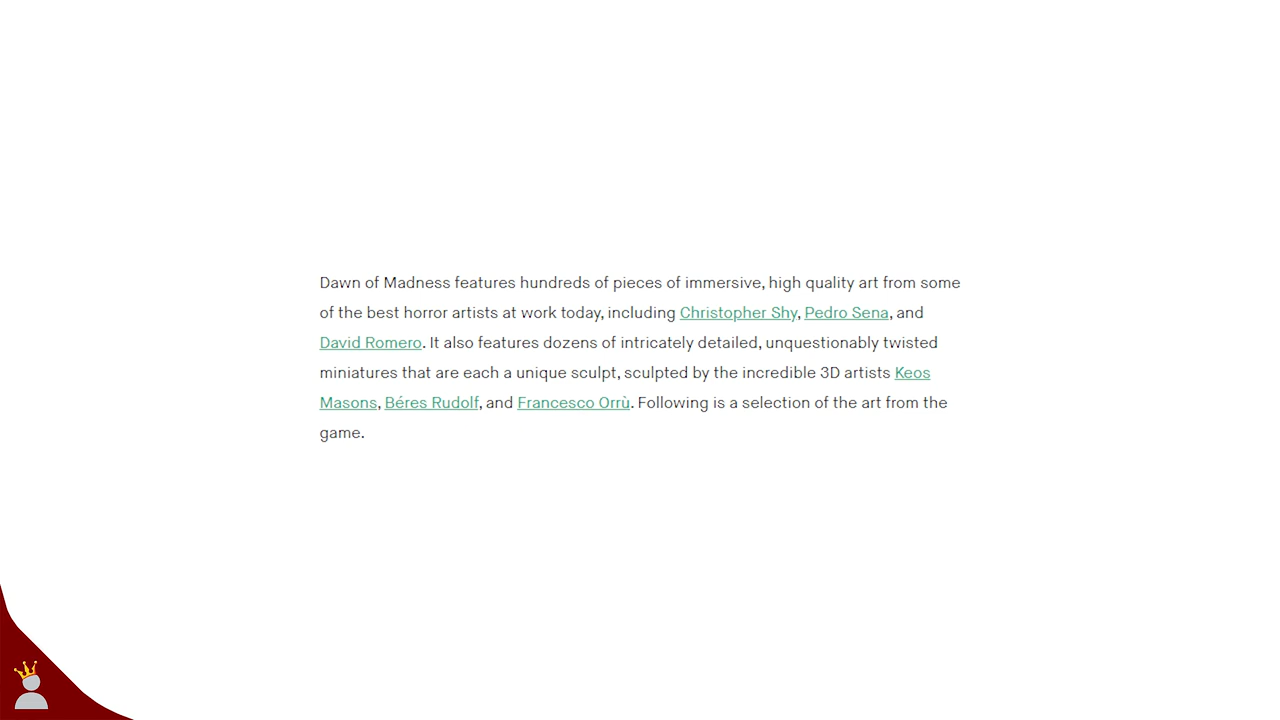 Dawn of Madness features hundreds of pieces of immersive, high quality art from some
of the best horror artists at work today, including Christopher Shy, Pedro Sena, and
David Romero. It also features dozens of intricately detailed, unquestionably twisted
miniatures that are each a unique sculpt, sculpted by the incredible 3D artists Keos
Masons, Béres Rudolf, and Francesco Orrù. Following is a selection of the art from the
game.